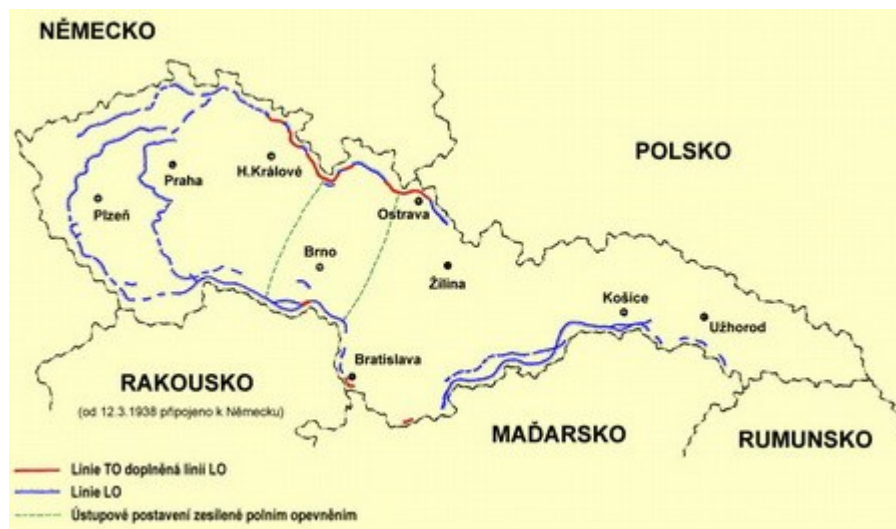 NĚMECKO
POLSKO
Praha
H.Králové
Plzeň
Ostrava
Brno
Žilina
Košice
Užhorod
Bratislava
RAKOUSKO
(od 12.3.1938 připojeno k Německu)
MAĎARSKO
RUMUNSKO
Linie TO doplněná linií LO
Linie LO
Ústupové postavení zesílené polním opevněním